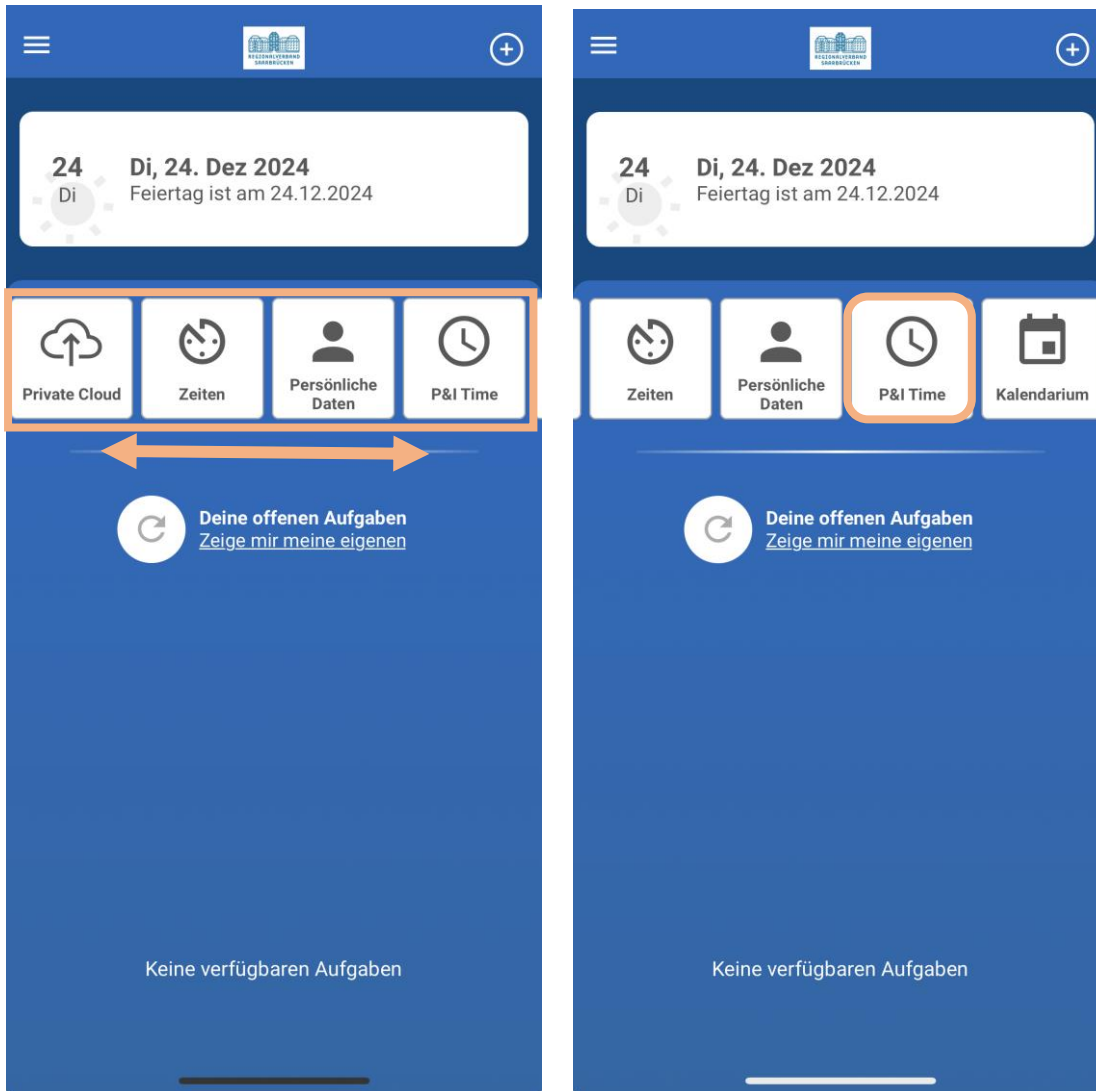 REGIONALVERBAND
SAARBRÜCKEN
24
Di
Di, 24. Dez 2024
Feiertag ist am 24.12.2024
Private Cloud
Zeiten
Persönliche
Daten
P&I Time
Deine offenen Aufgaben
Zeige mir meine eigenen
Keine verfügbaren Aufgaben
REGIONALVERBAND
SAARBRÜCKEN
24
Di
Di, 24. Dez 2024
Feiertag ist am 24.12.2024
Zeiten
Persönliche
Daten
P&I Time
Kalendarium
Deine offenen Aufgaben
Zeige mir meine eigenen
Keine verfügbaren Aufgaben